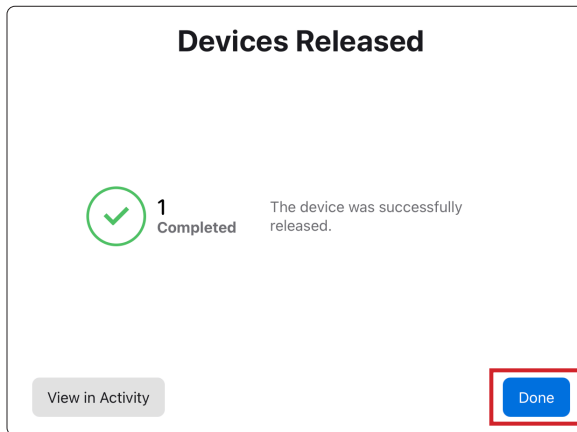 Devices Released
1
Completed
The device was successfully
released.
View in Activity
Done